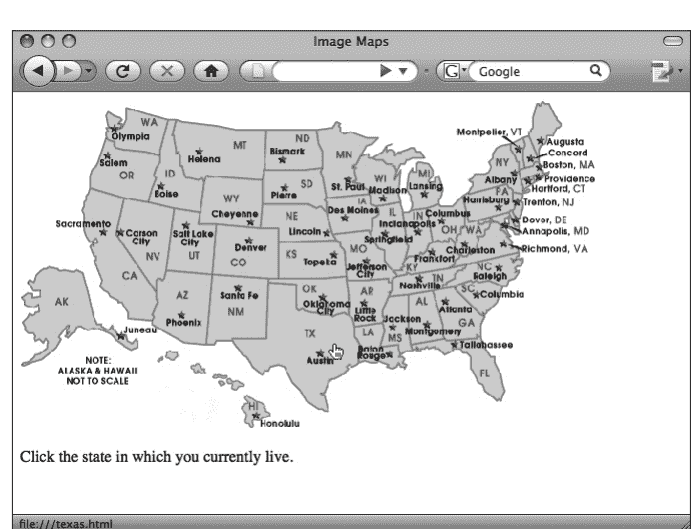 Image Maps
G Google
WA
Olympia
Salem
OR
Helena
MT
ND
Bismark
MN
St. Paul
WI
Madison
MI
Lansing
Montpelier, VT
Augusta
Concord
Boston, MA
Providence
Hortford, CT
NY
Albany
PA
Harrisburg
Trenton, NJ
ID
Boise
WY
Cheyenne
SD
Pierre
IA
Des Moines
NE
Lincoln
IL
Springfield
IN
Indianapolis
Columbus
OH
WA
Charleston
Dover, DE
Annapolis, MD
Richmond, VA
Sacramento
Carson
City
NV
CA
Salt Lake
City
UT
Denver
CO
KS
Topeka
MO
Jefferson
City
KY
Frankfort
TN
Nashville
NC
Raleigh
SC
Columbia
AK
Juneau
AZ
Phoenix
Santa Fe
NM
OK
Oklahoma
City
AR
Little
Rock
Jackson
MS
AL
Montgomery
Atlanta
GA
TX
Austin
LA
Baton
Rouge
Tallahassee
FL
NOTE:
ALASKA & HAWAII
NOT TO SCALE
HI
Honolulu
Click the state in which you currently live.
file:///texas.html